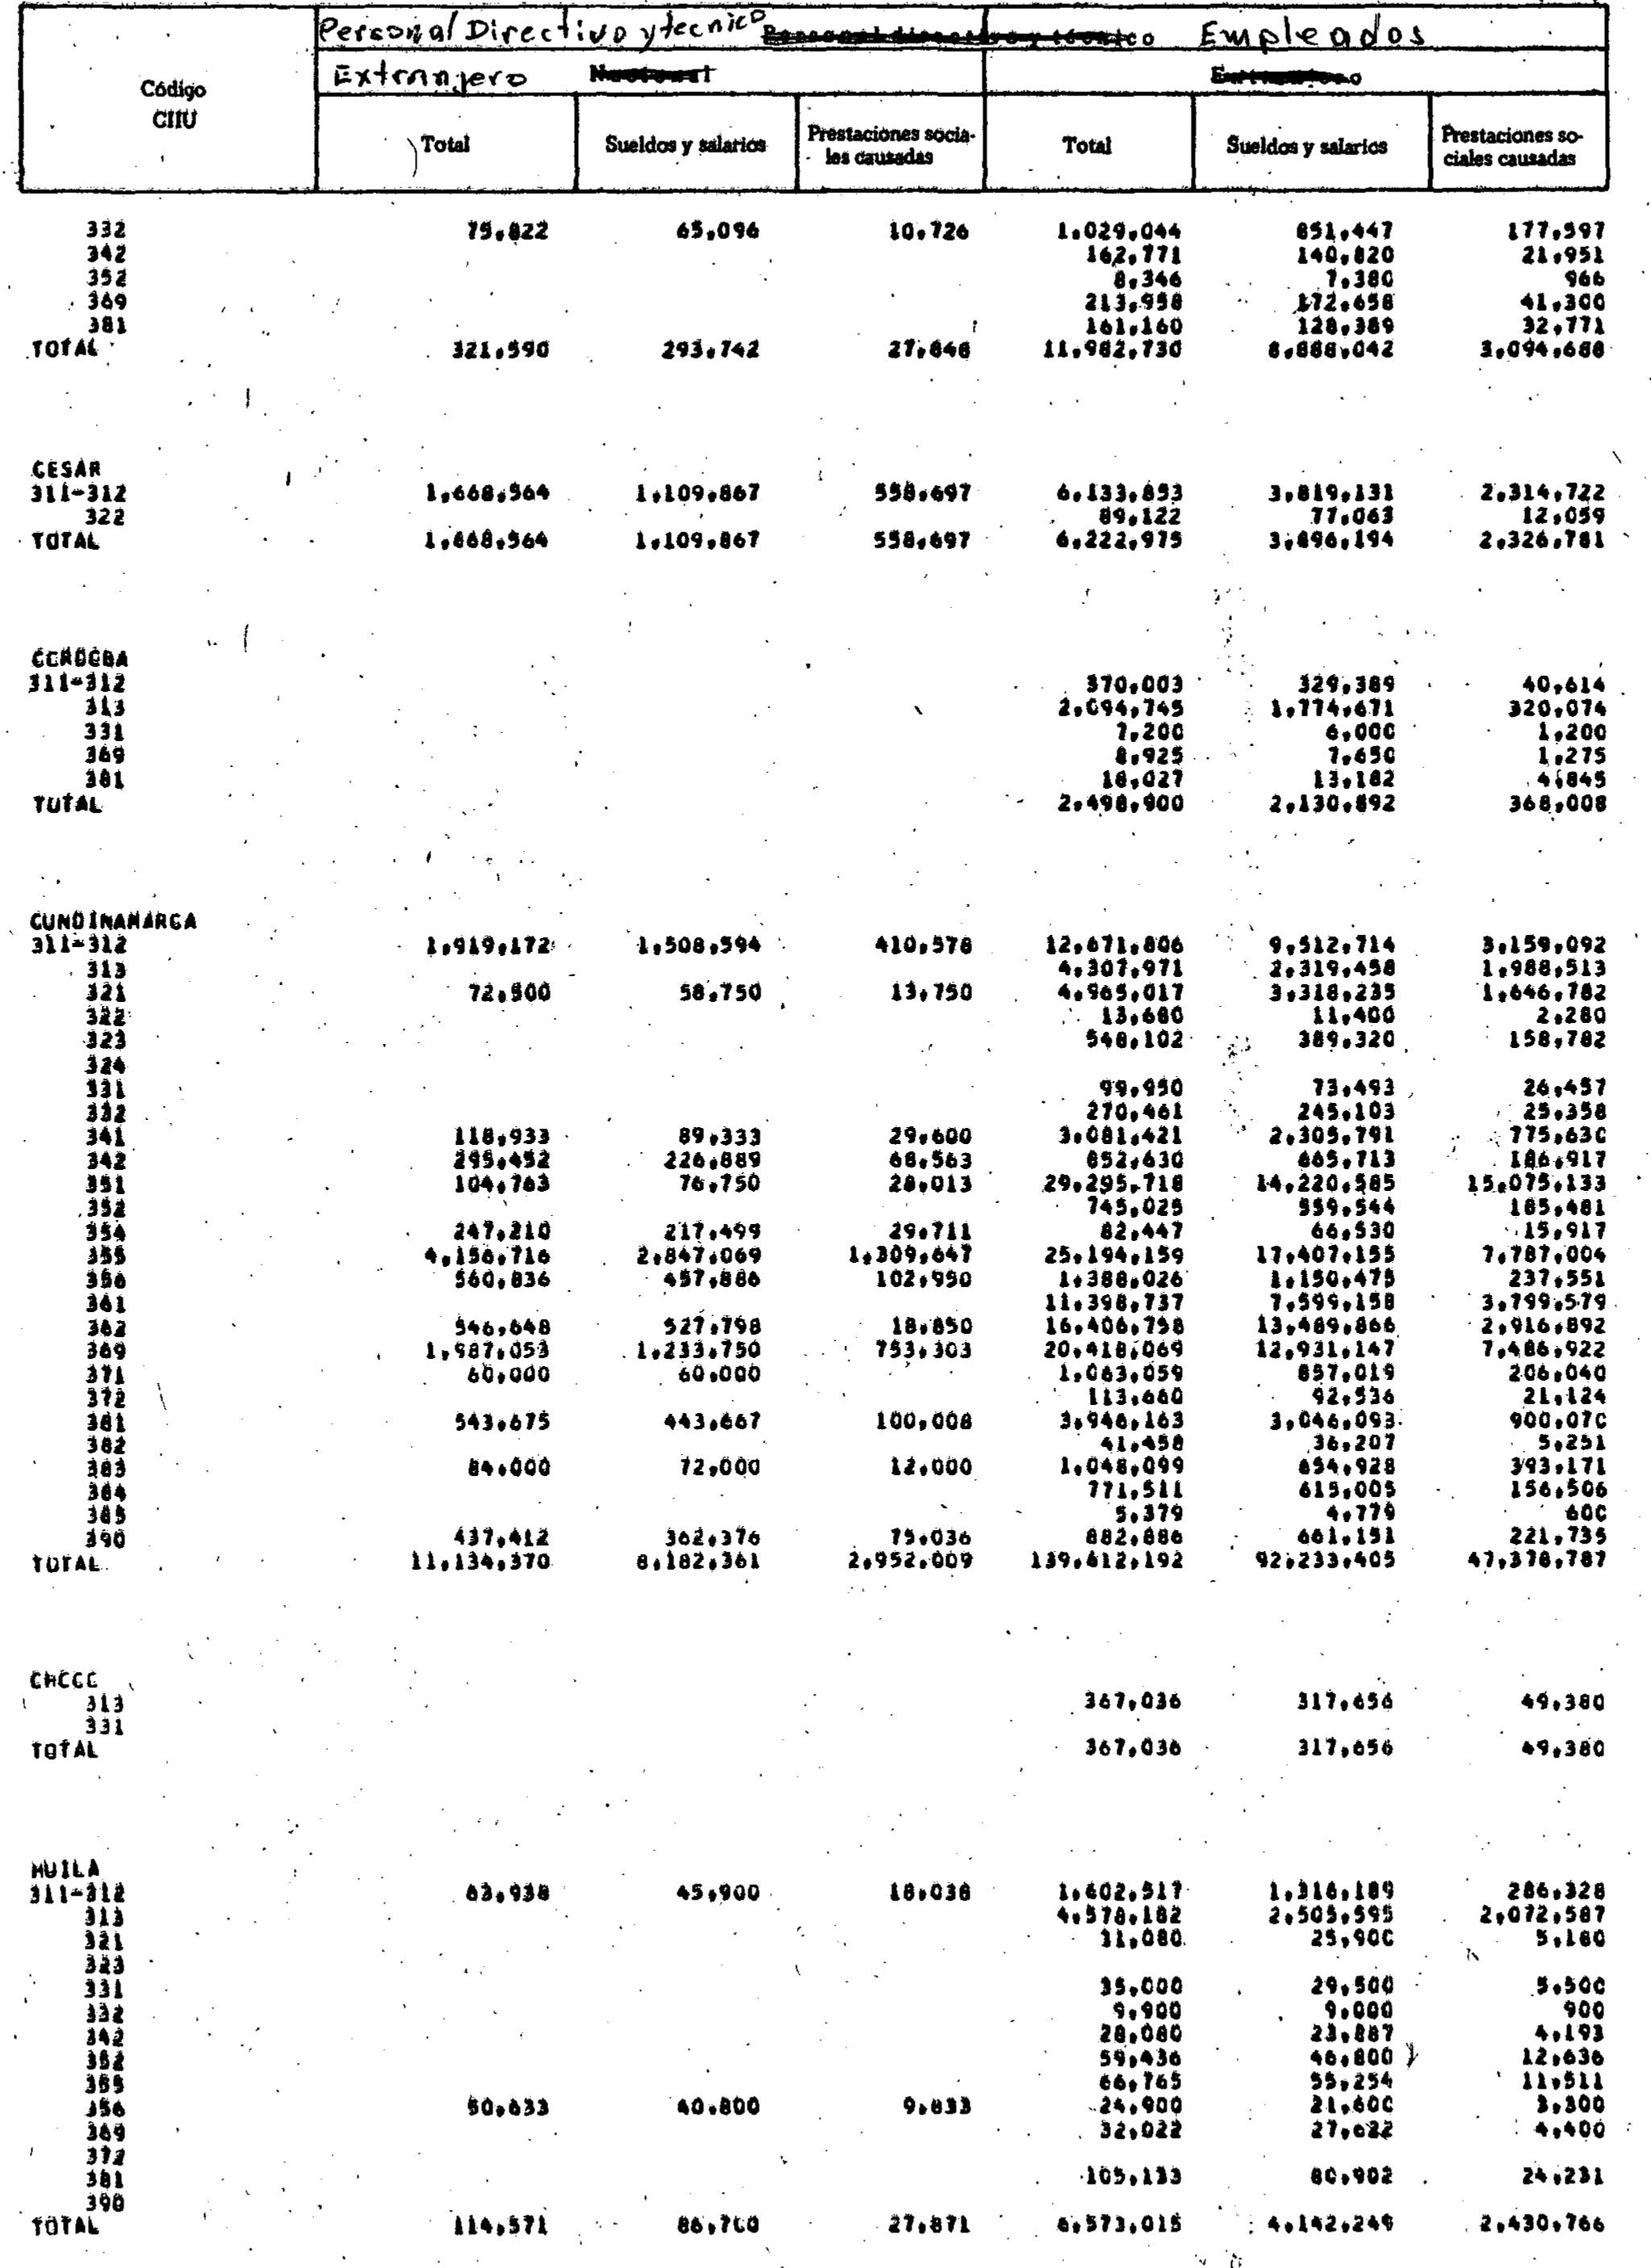 Personal Directivo y tecnico Empleados
Extranjero
Código CIIU
Total Sueldos y salarios Prestaciones sociales causadas Total Sueldos y salarios Prestaciones sociales causadas
332 75,822 65,096 10,726 1,029,044 851,447 177,597
342 162,771 140,820 21,951
352 8,346 7,380 966
369 213,958 172,658 41,300
381 161,160 128,389 32,771
TOTAL 321,590 293,742 27,848 11,982,730 8,888,042 3,094,688
CESAR
311-312 1,668,564 1,109,867 558,697 6,133,853 3,819,131 2,314,722
322 89,122 77,063 12,059
TOTAL 1,668,564 1,109,867 558,697 6,222,975 3,896,194 2,326,781
CORDOBA
311-312 370,003 329,389 40,614
313 2,094,745 1,774,671 320,074
331 7,200 6,000 1,200
369 8,925 7,650 1,275
381 18,027 13,182 4,845
TOTAL 2,498,900 2,130,892 368,008
CUNDINAMARCA
311-312 1,919,172 1,508,594 410,578 12,671,806 9,512,714 3,159,092
313 4,307,971 2,319,458 1,988,513
321 72,500 58,750 13,750 4,965,017 3,318,235 1,646,782
322 13,680 11,400 2,280
323 548,102 389,320 158,782
324
331 99,950 73,493 26,457
332 270,461 245,103 25,358
341 118,933 89,333 29,600 3,081,421 2,305,791 775,630
342 295,452 226,889 68,563 852,630 665,713 186,917
351 104,763 76,750 28,013 29,295,718 14,220,585 15,075,133
352 745,025 559,544 185,481
354 247,210 217,499 29,711 82,447 66,530 15,917
355 4,156,716 2,847,069 1,309,647 25,194,159 17,407,155 7,787,004
356 560,836 457,886 102,950 1,388,026 1,150,475 237,551
361 11,398,737 7,599,158 3,799,579
362 546,648 527,798 18,850 16,406,758 13,489,866 2,916,892
369 1,987,053 1,233,750 753,303 20,418,069 12,931,147 7,486,922
371 60,000 60,000 1,063,059 857,019 206,040
372 113,660 92,536 21,124
381 543,675 443,667 100,008 3,946,163 3,046,093 900,070
382 41,458 36,207 5,251
383 84,000 72,000 12,000 1,048,099 654,928 393,171
384 771,511 615,005 156,506
385 5,379 4,779 600
390 437,412 362,376 75,036 882,886 661,151 221,735
TOTAL 11,134,370 8,182,361 2,952,009 139,612,192 92,233,405 47,378,787
CHOCO
313 367,036 317,656 49,380
331
TOTAL 367,036 317,656 49,380
HUILA
311-312 63,938 45,900 18,038 1,602,517 1,316,189 286,328
313 4,578,182 2,505,595 2,072,587
321 31,080 25,900 5,180
323
331 35,000 29,500 5,500
332 9,900 9,000 900
342 28,080 23,887 4,193
352 59,436 46,800 12,636
355 66,765 55,254 11,511
356 50,633 40,800 9,833 24,900 21,600 3,300
369 32,022 27,622 4,400
372
381 105,133 80,902 24,231
390
TOTAL 114,571 86,700 27,871 6,573,015 4,142,249 2,430,766